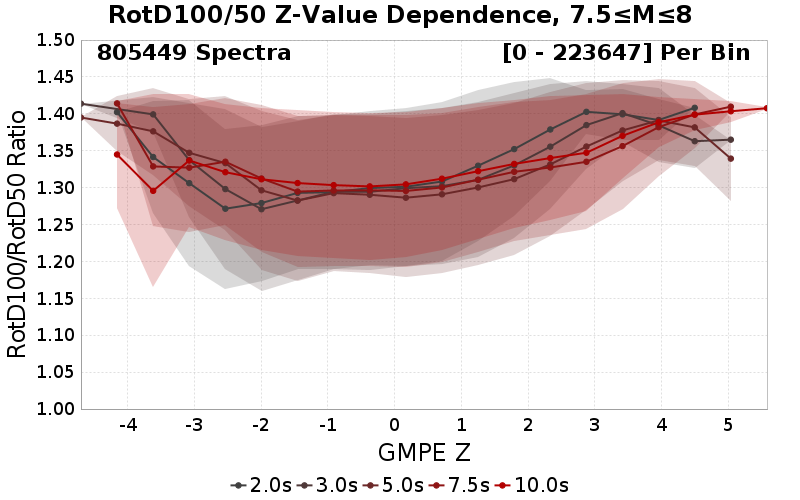 RotD100/50 Z-Value Dependence, 7.5≤M≤8
805449 Spectra
[0 - 223647] Per Bin
RotD100/RotD50 Ratio
1.50
1.45
1.40
1.35
1.30
1.25
1.20
1.15
1.10
1.05
1.00
-4 -3 -2 -1 0 1 2 3 4 5
GMPE Z
2.0s 3.0s 5.0s 7.5s 10.0s